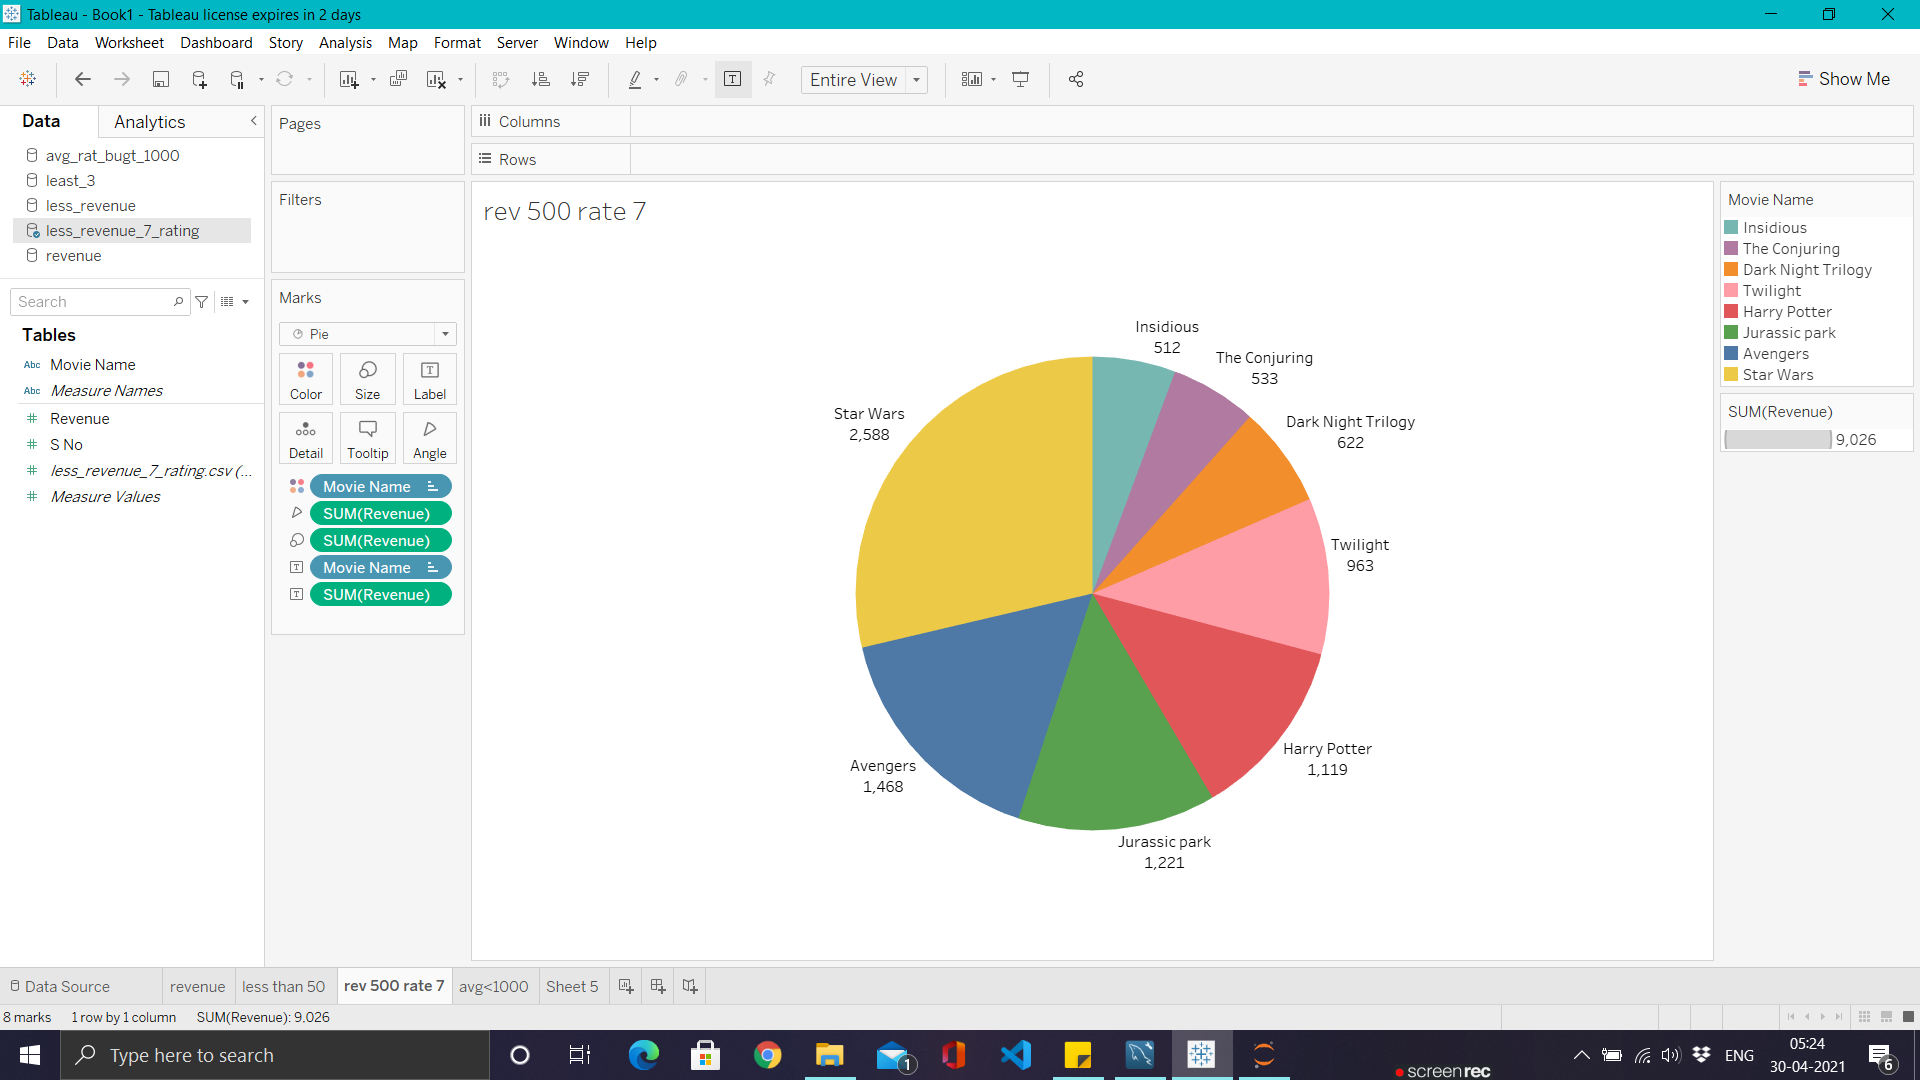 Tableau - Book1 - Tableau license expires in 2 days
File Data Worksheet Dashboard Story Analysis Map Format Server Window Help
Entire View
Show Me
Data Analytics
avg_rat_bugt_1000
least_3
less_revenue
less_revenue_7_rating
revenue
Search
Tables
Abc Movie Name
Abc Measure Names
# Revenue
# S No
# less_revenue_7_rating.csv (...
# Measure Values
Pages
Filters
Marks
Pie
Color Size Label
Detail Tooltip Angle
Movie Name
SUM(Revenue)
SUM(Revenue)
T Movie Name
T SUM(Revenue)
Columns
Rows
rev 500 rate 7
Insidious
512
The Conjuring
533
Dark Night Trilogy
622
Twilight
963
Harry Potter
1,119
Jurassic park
1,221
Avengers
1,468
Star Wars
2,588
Movie Name
Insidious
The Conjuring
Dark Night Trilogy
Twilight
Harry Potter
Jurassic park
Avengers
Star Wars
SUM(Revenue)
9,026
Data Source revenue less than 50 rev 500 rate 7 avg<1000 Sheet 5
8 marks 1 row by 1 column SUM(Revenue): 9,026
Type here to search
1
screenrec
ENG
05:24
30-04-2021
6